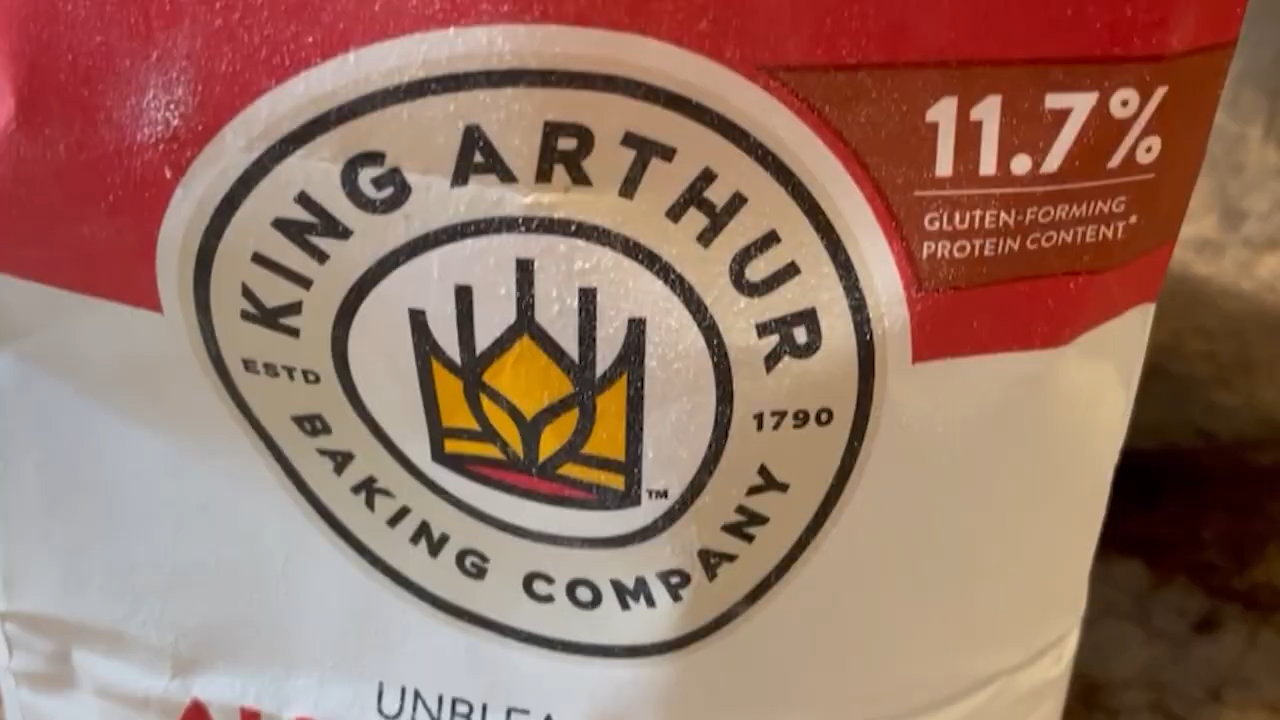 KING ARTHUR
ESTD 1790
BAKING COMPANY
TM
11.7%
GLUTEN-FORMING
PROTEIN CONTENT*